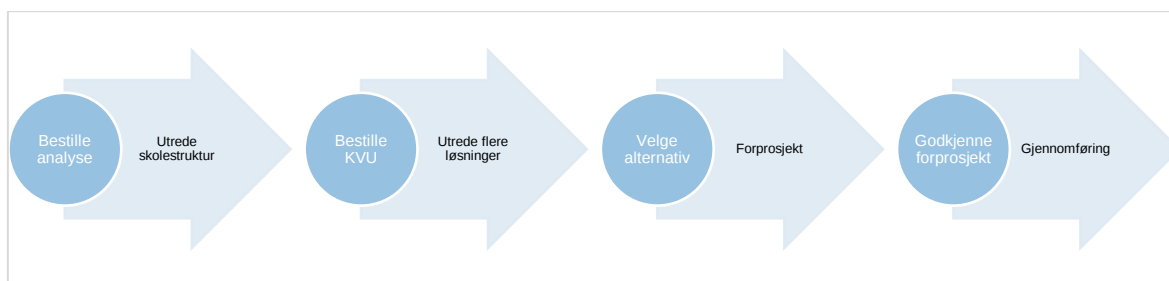 Bestille
analyse
Utrede
skolestruktur
Bestille
KVU
Utrede flere
løsninger
Velge
alternativ
Forprosjekt
Godkjenne
forprosjekt
Gjennomføring